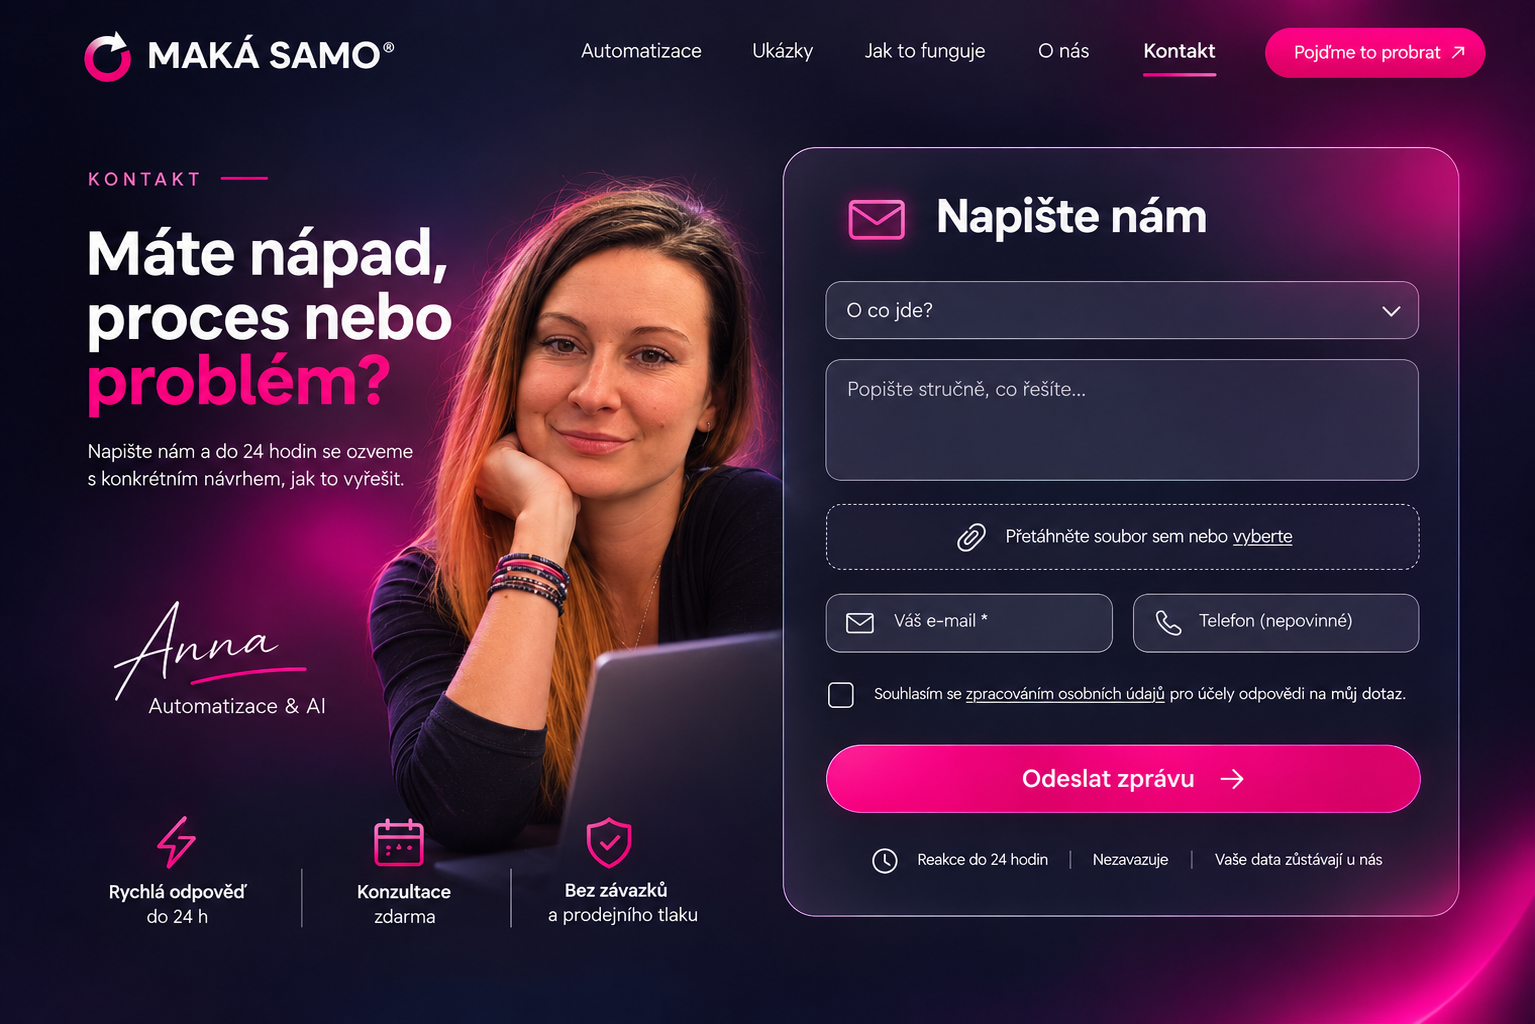 MAKÁ SAMO®
Automatizace
Ukázky
Jak to funguje
O nás
Kontakt
Pojďme to probrat
KONTAKT
Máte nápad,
proces nebo
problém?
Napište nám a do 24 hodin se ozveme
s konkrétním návrhem, jak to vyřešit.
Anna
Automatizace & AI
Rychlá odpověď
do 24 h
Konzultace
zdarma
Bez závazků
a prodejního tlaku
Napište nám
O co jde?
Popište stručně, co řešíte...
Přetáhněte soubor sem nebo vyberte
Váš e-mail *
Telefon (nepovinné)
Souhlasím se zpracováním osobních údajů pro účely odpovědi na můj dotaz.
Odeslat zprávu
Reakce do 24 hodin
Nezavazuje
Vaše data zůstávají u nás